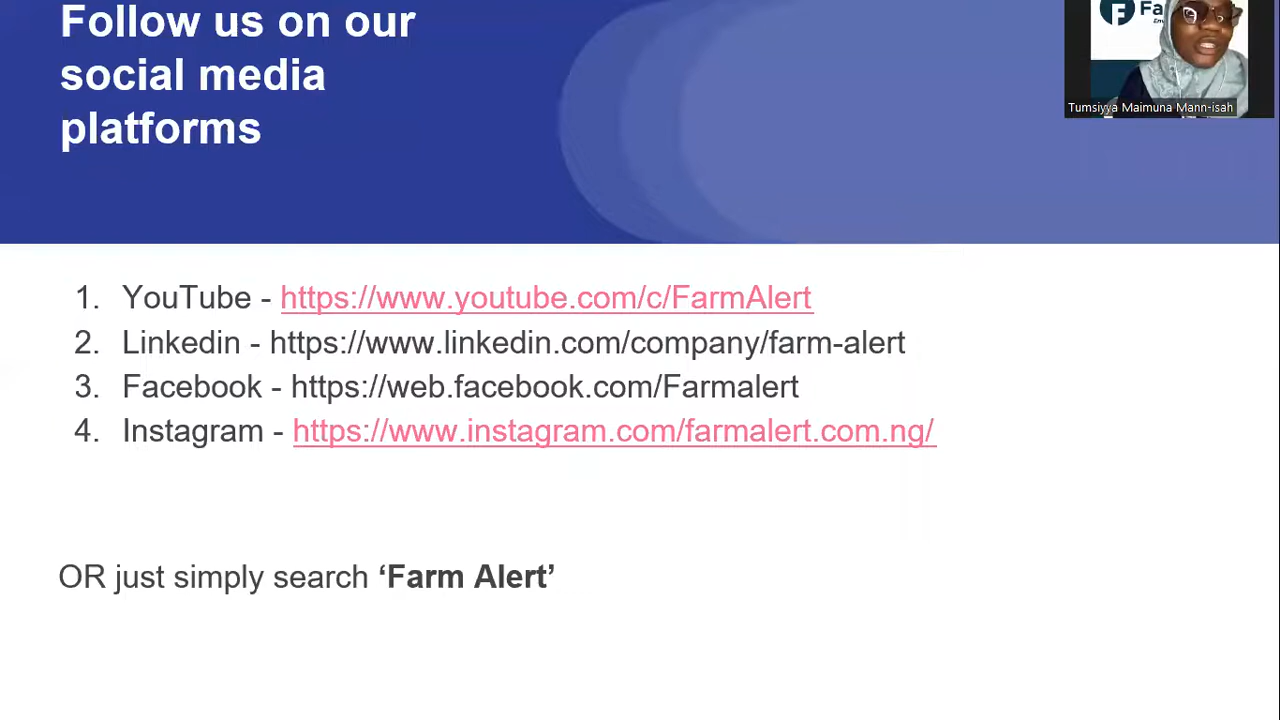 Follow us on our
social media
platforms
Fa
Tumsiyya Maimuna Mann-isah
1. YouTube - https://www.youtube.com/c/FarmAlert
2. Linkedin - https://www.linkedin.com/company/farm-alert
3. Facebook - https://web.facebook.com/Farmalert
4. Instagram - https://www.instagram.com/farmalert.com.ng/
OR just simply search ‘Farm Alert’